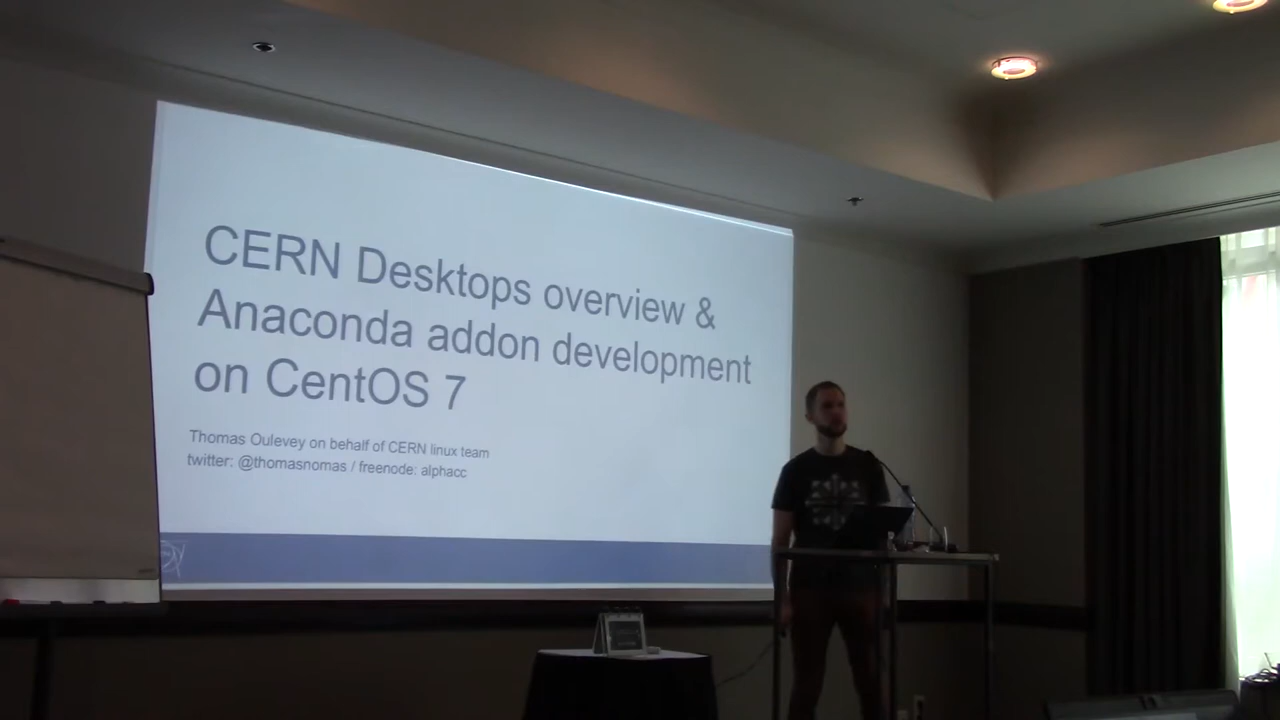 CERN Desktops overview &
Anaconda addon development
on CentOS 7
Thomas Oulevey on behalf of CERN linux team
twitter: @thomasnomas / freenode: alphacc